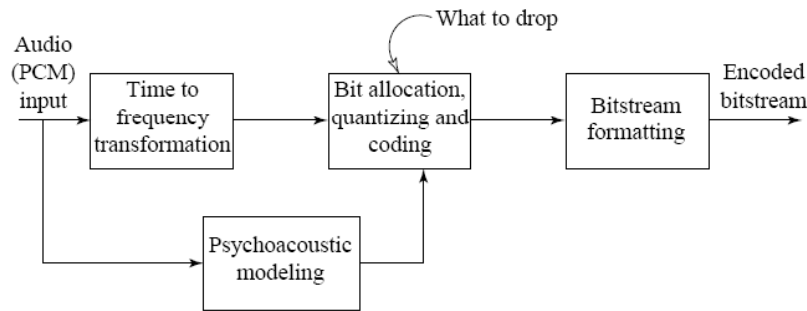 What to drop
Audio
(PCM)
input
Time to
frequency
transformation
Bit allocation,
quantizing and
coding
Bitstream
formatting
Encoded
bitstream
Psychoacoustic
modeling